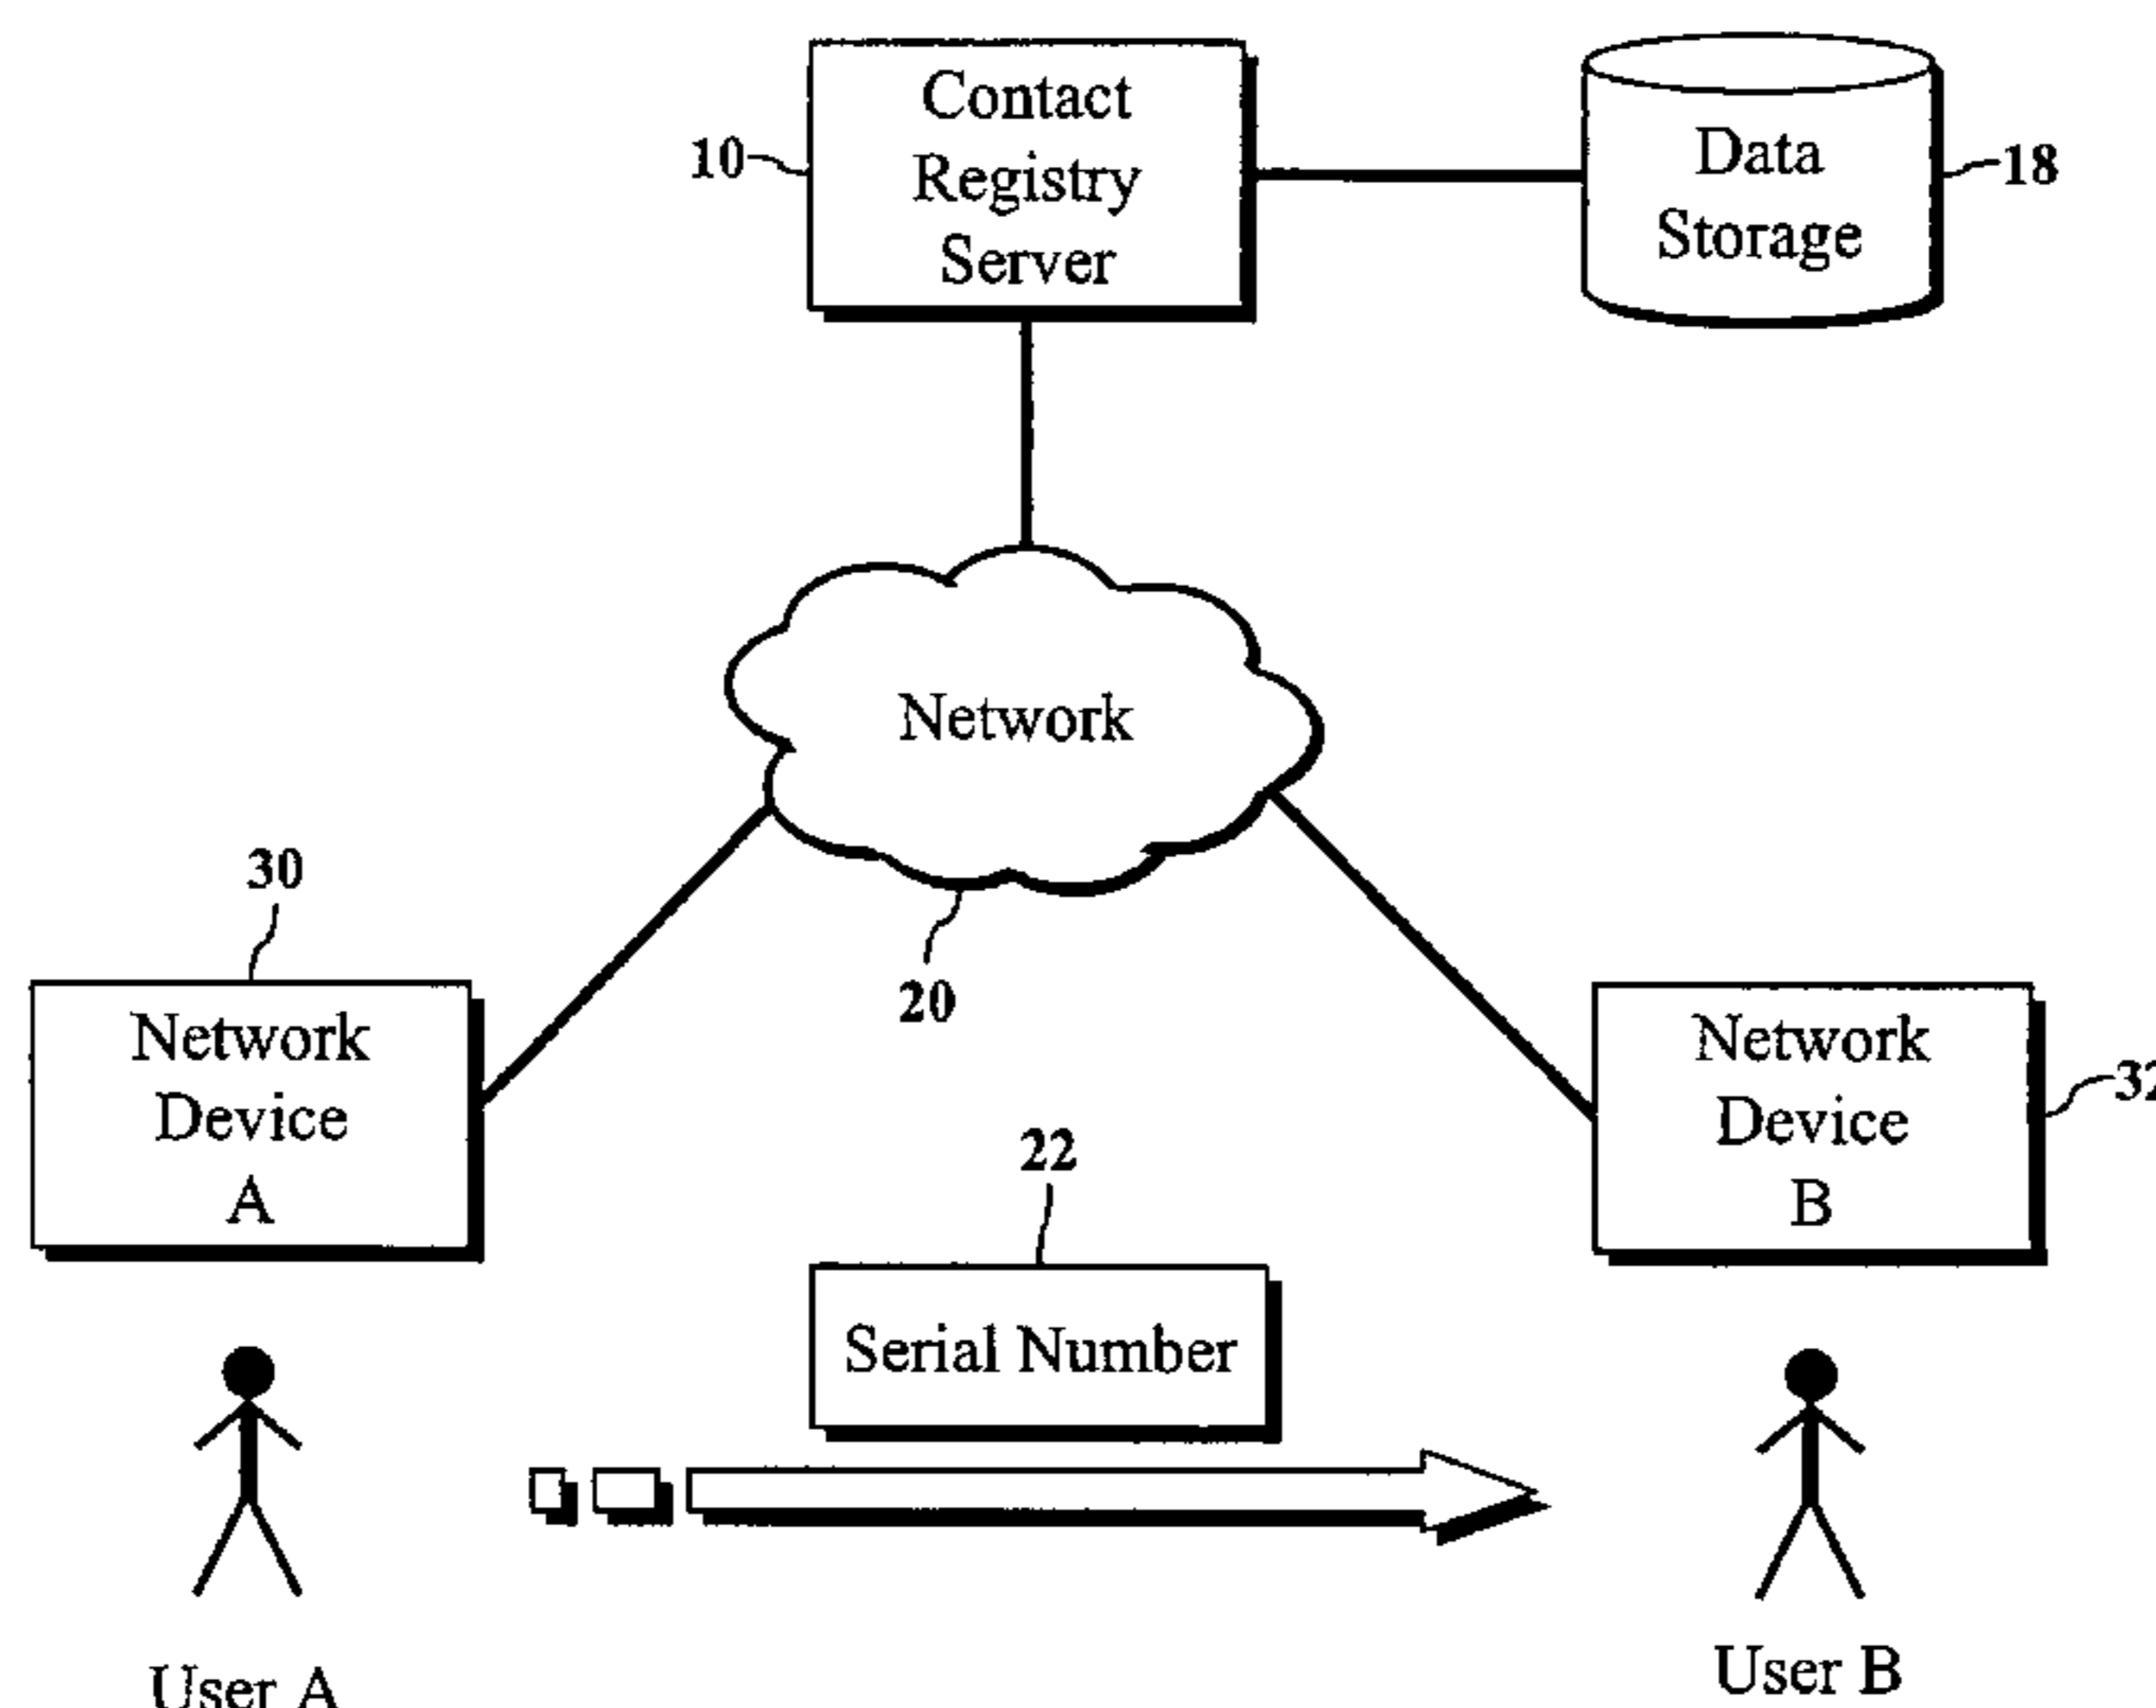 Contact
Registry
Server
10
Data
Storage
18
Network
20
30
Network
Device
A
Network
Device
B
32
22
Serial Number
User A
User B